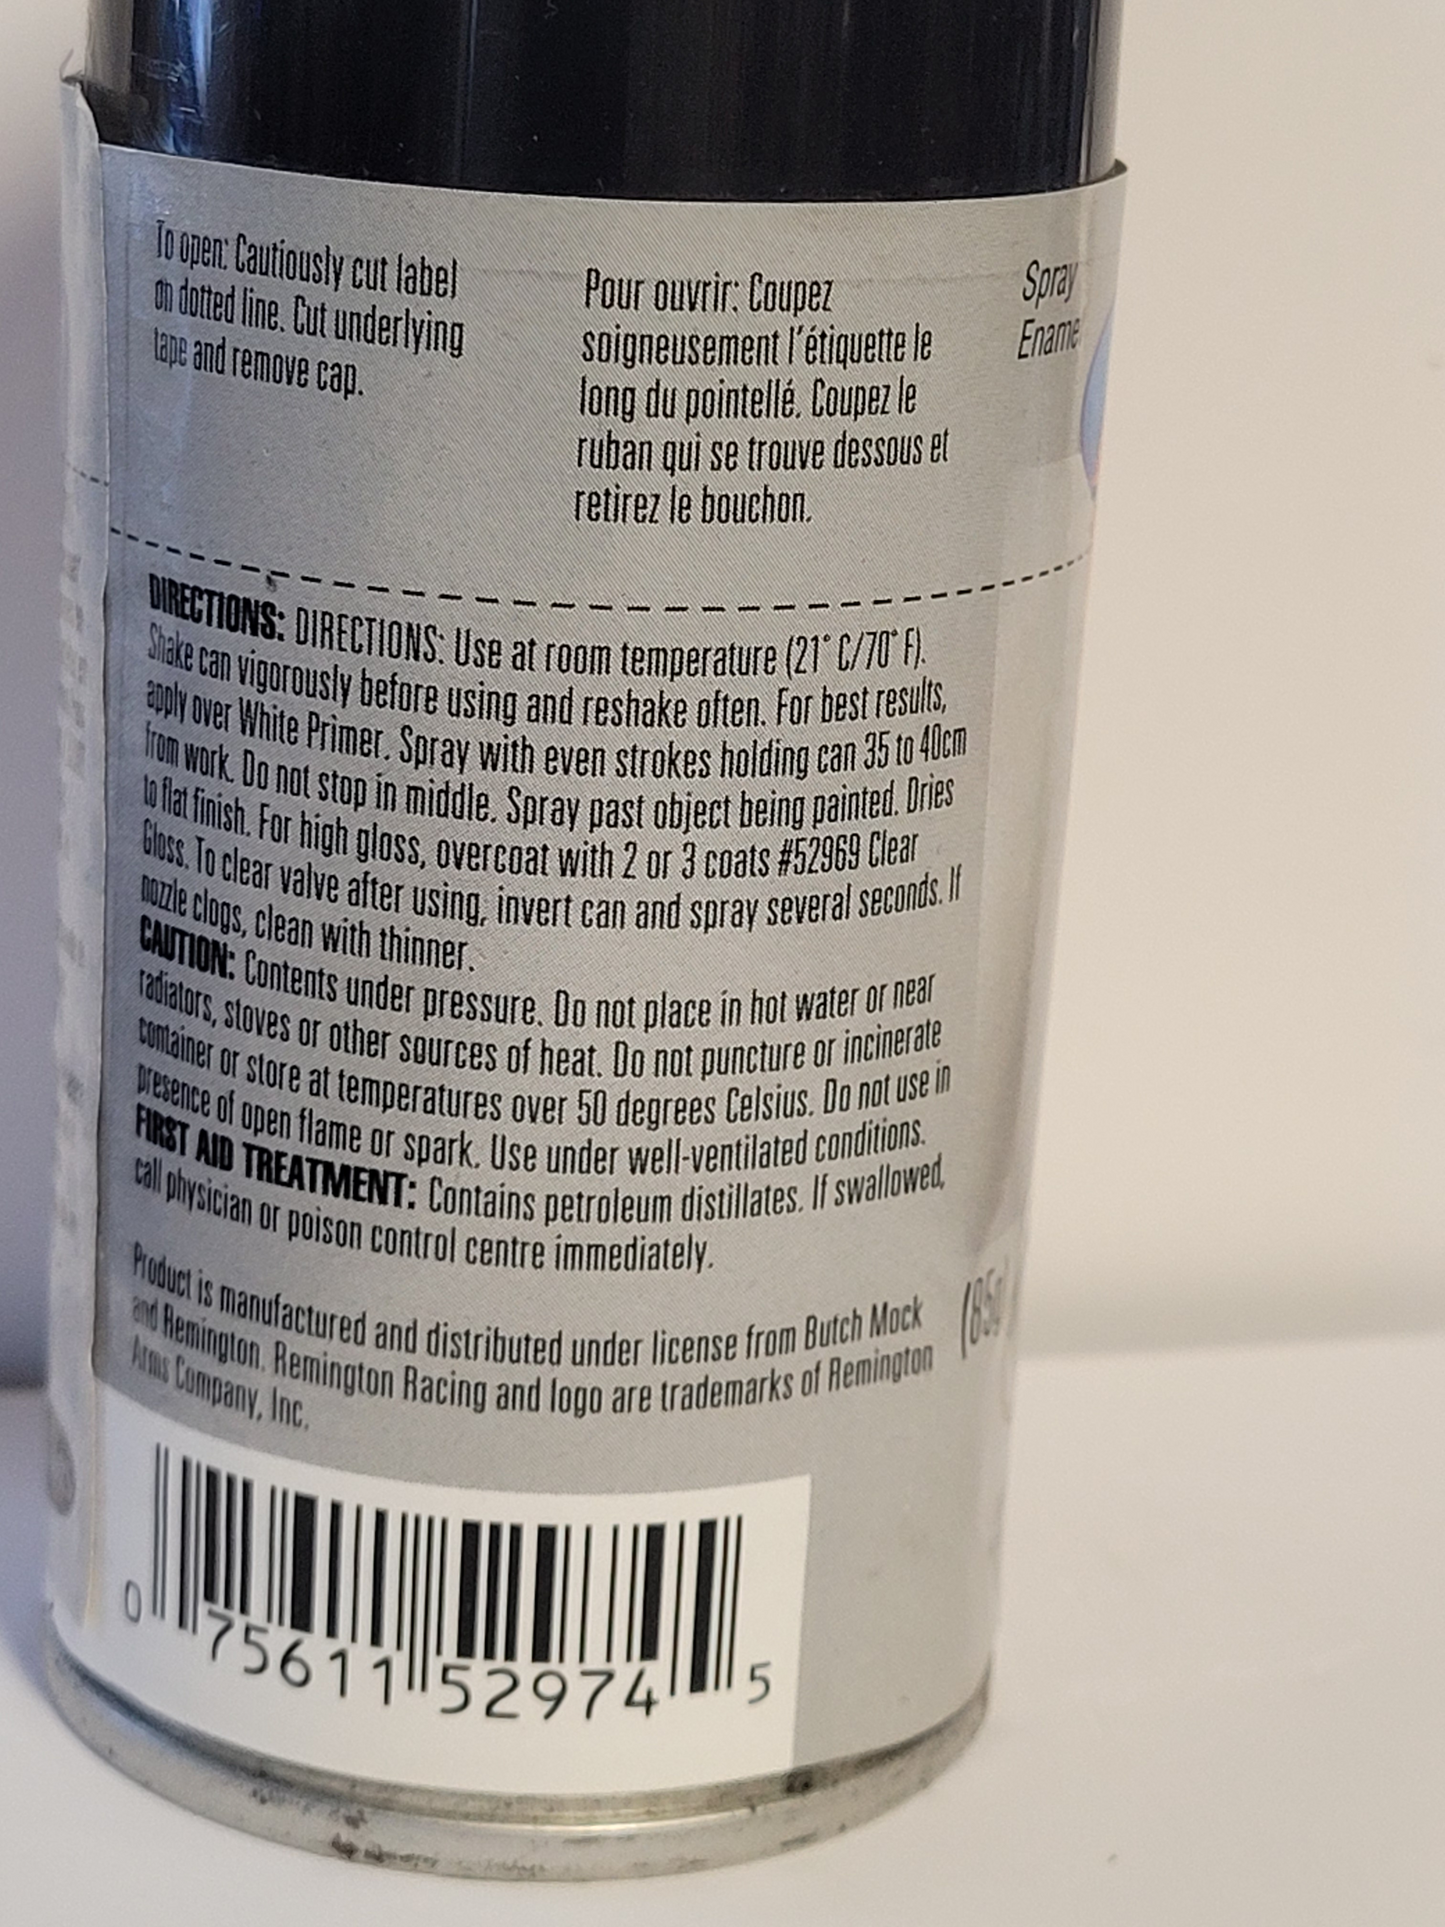 To open: Cautiously cut label
on dotted line. Cut underlying
tape and remove cap.
Pour ouvrir: Coupez
soigneusement l'étiquette le
long du pointellé. Coupez le
ruban qui se trouve dessous et
retirez le bouchon.
Spray
Ename
DIRECTIONS: DIRECTIONS: Use at room temperature (21° C/70° F).
Shake can vigorously before using and reshake often. For best results,
apply over White Primer. Spray with even strokes holding can 35 to 40cm
from work. Do not stop in middle. Spray past object being painted. Dries
to flat finish. For high gloss, overcoat with 2 or 3 coats #52969 Clear
Gloss. To clear valve after using, invert can and spray several seconds. If
nozzle clogs, clean with thinner.
CAUTION: Contents under pressure. Do not place in hot water or near
radiators, stoves or other sources of heat. Do not puncture or incinerate
container or store at temperatures over 50 degrees Celsius. Do not use in
presence of open flame or spark. Use under well-ventilated conditions.
FIRST AID TREATMENT: Contains petroleum distillates. If swallowed,
call physician or poison control centre immediately.
Product is manufactured and distributed under license from Butch Mock
and Remington. Remington Racing and logo are trademarks of Remington
Arms Company, Inc.
(85g
0 75611 52974 5